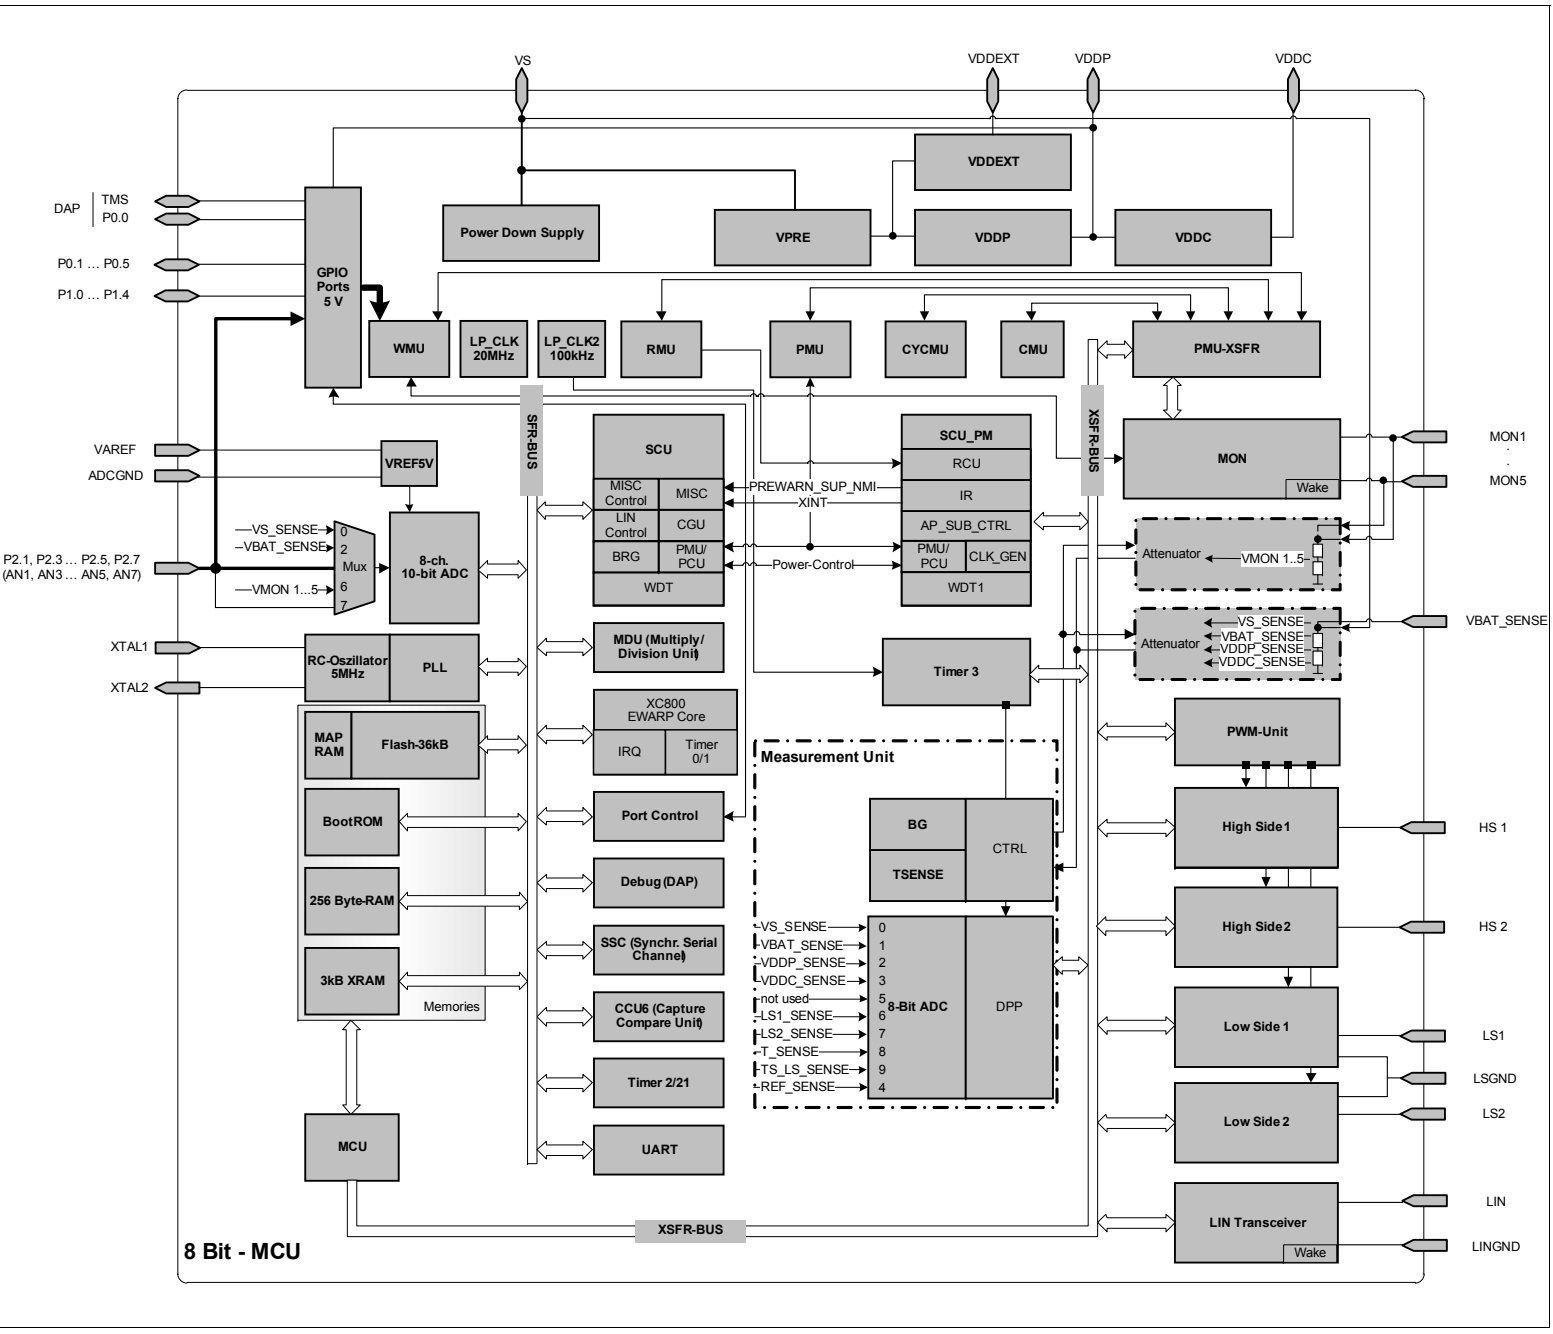 VS
VDDEXT
VDDP
VDDC
VDDEXT
Power Down Supply
VPRE
VDDP
VDDC
DAP
TMS
P0.0
P0.1 … P0.5
P1.0 … P1.4
GPIO
Ports
5 V
WMU
LP_CLK
20MHz
LP_CLK2
100kHz
RMU
PMU
CYCMU
CMU
PMU-XSFR
SFR-BUS
XSFR-BUS
VAREF
ADCGND
VREF5V
SCU
MISC
Control
MISC
LIN
Control
CGU
BRG
PMU/
PCU
WDT
PREWARN_SUP_NMI
XINT
Power-Control
SCU_PM
RCU
IR
AP_SUB_CTRL
PMU/
PCU
CLK_GEN
WDT1
MON
Wake
MON1
.
.
MON5
VS_SENSE
VBAT_SENSE
VMON 1...5
0
2
Mux
6
7
8-ch.
10-bit ADC
P2.1, P2.3 … P2.5, P2.7
(AN1, AN3 … AN5, AN7)
Attenuator
VMON 1..5
Attenuator
VS_SENSE
VBAT_SENSE
VDDP_SENSE
VDDC_SENSE
VBAT_SENSE
XTAL1
XTAL2
RC-Oszillator
5MHz
PLL
MDU (Multiply/
Division Unit)
Timer 3
MAP
RAM
Flash-36kB
XC800
EWARP Core
IRQ
Timer
0/1
PWM-Unit
Measurement Unit
BootROM
Port Control
BG
TSENSE
CTRL
High Side 1
HS 1
256 Byte-RAM
Debug (DAP)
High Side 2
HS 2
3kB XRAM
Memories
SSC (Synchr. Serial
Channel)
CCU6 (Capture
Compare Unit)
VS_SENSE
VBAT_SENSE
VDDP_SENSE
VDDC_SENSE
not used
LS1_SENSE
LS2_SENSE
T_SENSE
TS_LS_SENSE
REF_SENSE
0
1
2
3
5
6
7
8
9
4
8-Bit ADC
DPP
Low Side 1
LS1
LSGND
Low Side 2
LS2
Timer 2/21
MCU
UART
LIN Transceiver
Wake
LIN
LINGND
XSFR-BUS
8 Bit - MCU